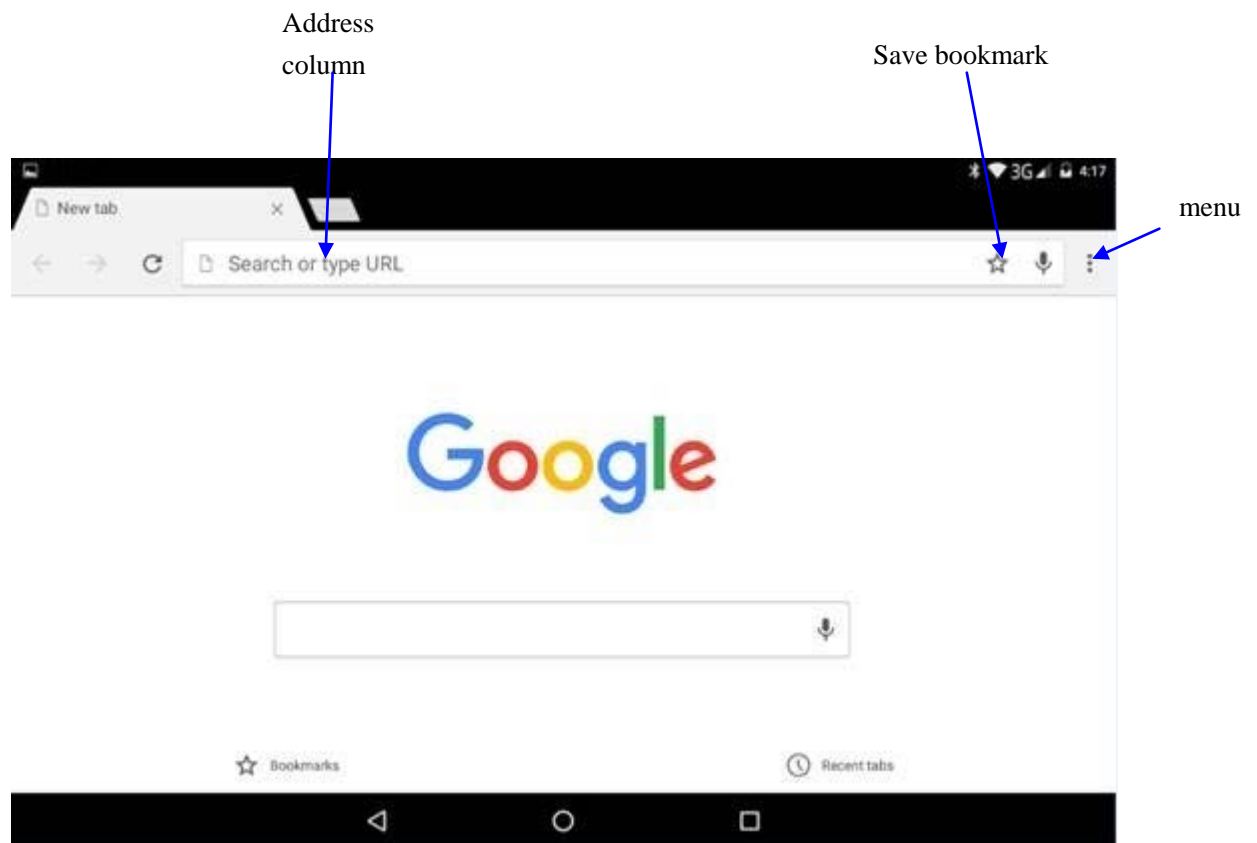 Address
column
Save bookmark
3G 4:17
New tab
menu
Search or type URL
Google
Bookmarks
Recent tabs